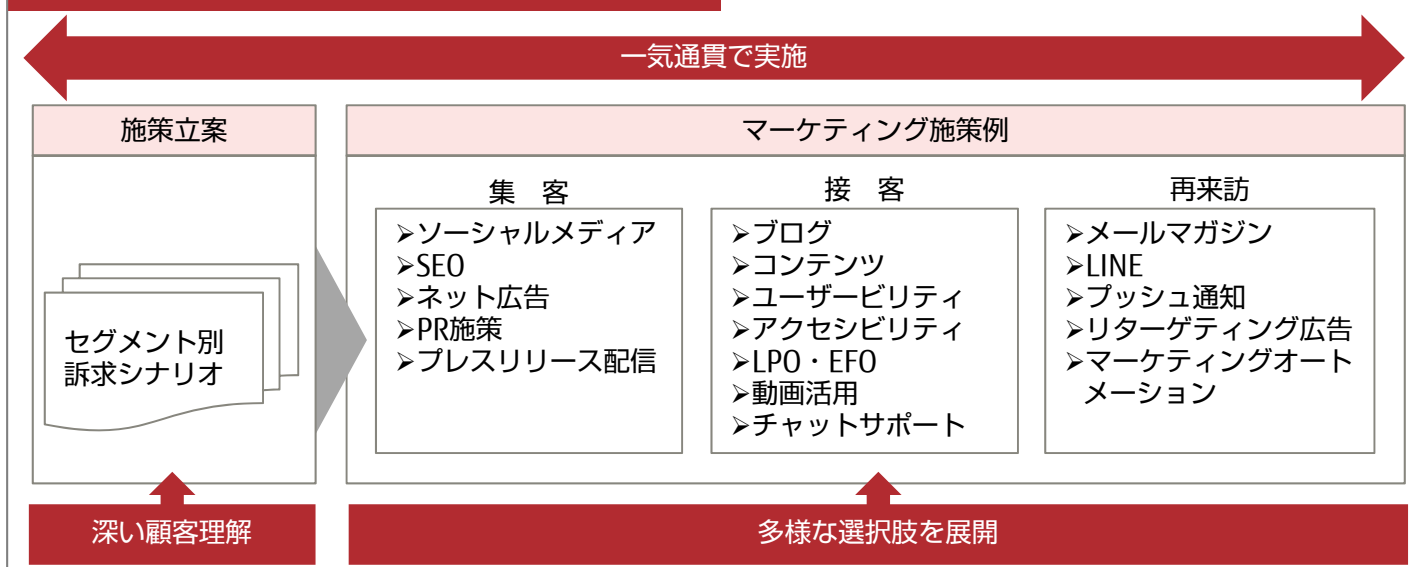 一気通貫で実施
施策立案
セグメント別
訴求シナリオ
深い顧客理解
マーケティング施策例
集　客
➢ソーシャルメディア
➢SEO
➢ネット広告
➢PR施策
➢プレスリリース配信
接　客
➢ブログ
➢コンテンツ
➢ユーザービリティ
➢アクセシビリティ
➢LPO・EFO
➢動画活用
➢チャットサポート
再来訪
➢メールマガジン
➢LINE
➢プッシュ通知
➢リターゲティング広告
➢マーケティングオート
メーション
多様な選択肢を展開